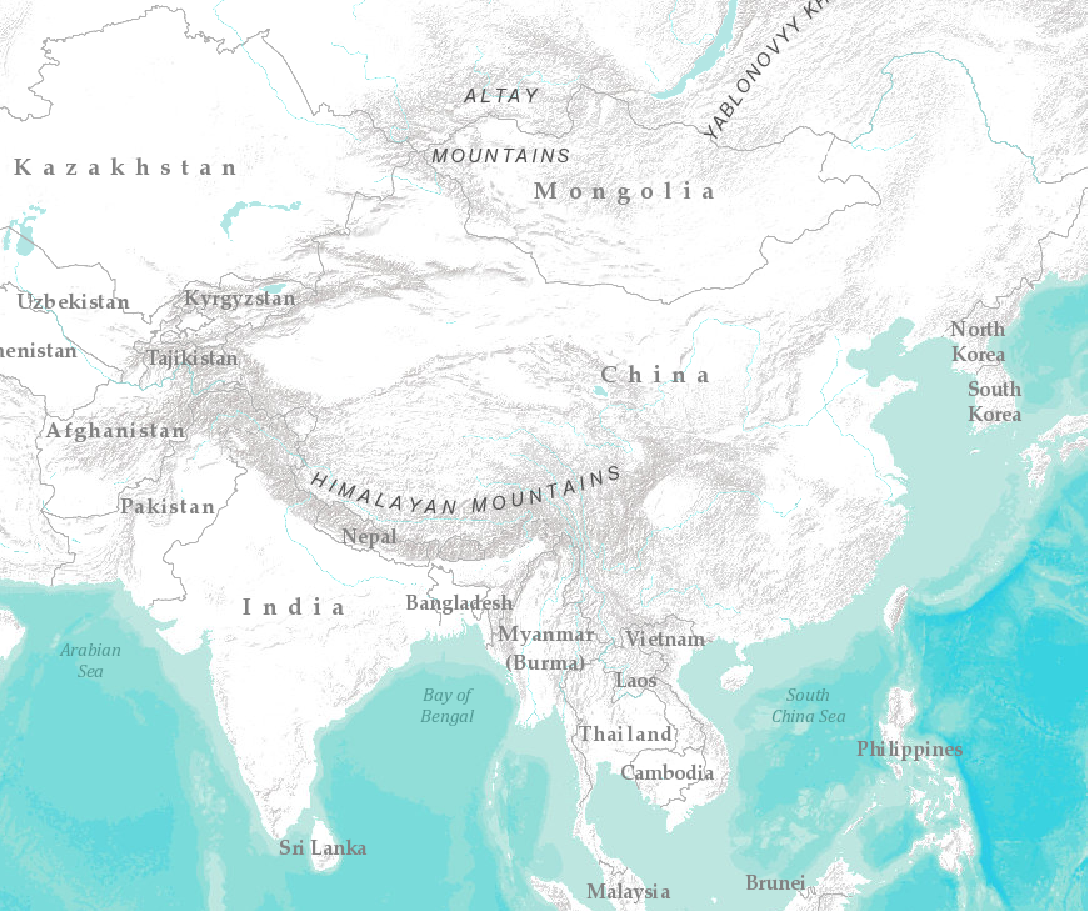 YABLONOVYY KH
ALTAY
MOUNTAINS
Kazakhstan
Mongolia
Uzbekistan
Kyrgyzstan
North
Korea
menistan
Tajikistan
China
South
Korea
Afghanistan
HIMALAYAN MOUNTAINS
Pakistan
Nepal
India
Bangladesh
Myanmar
(Burma)
Vietnam
Arabian
Sea
Laos
Bay of
Bengal
South
China Sea
Thailand
Philippines
Cambodia
Sri Lanka
Malaysia
Brunei